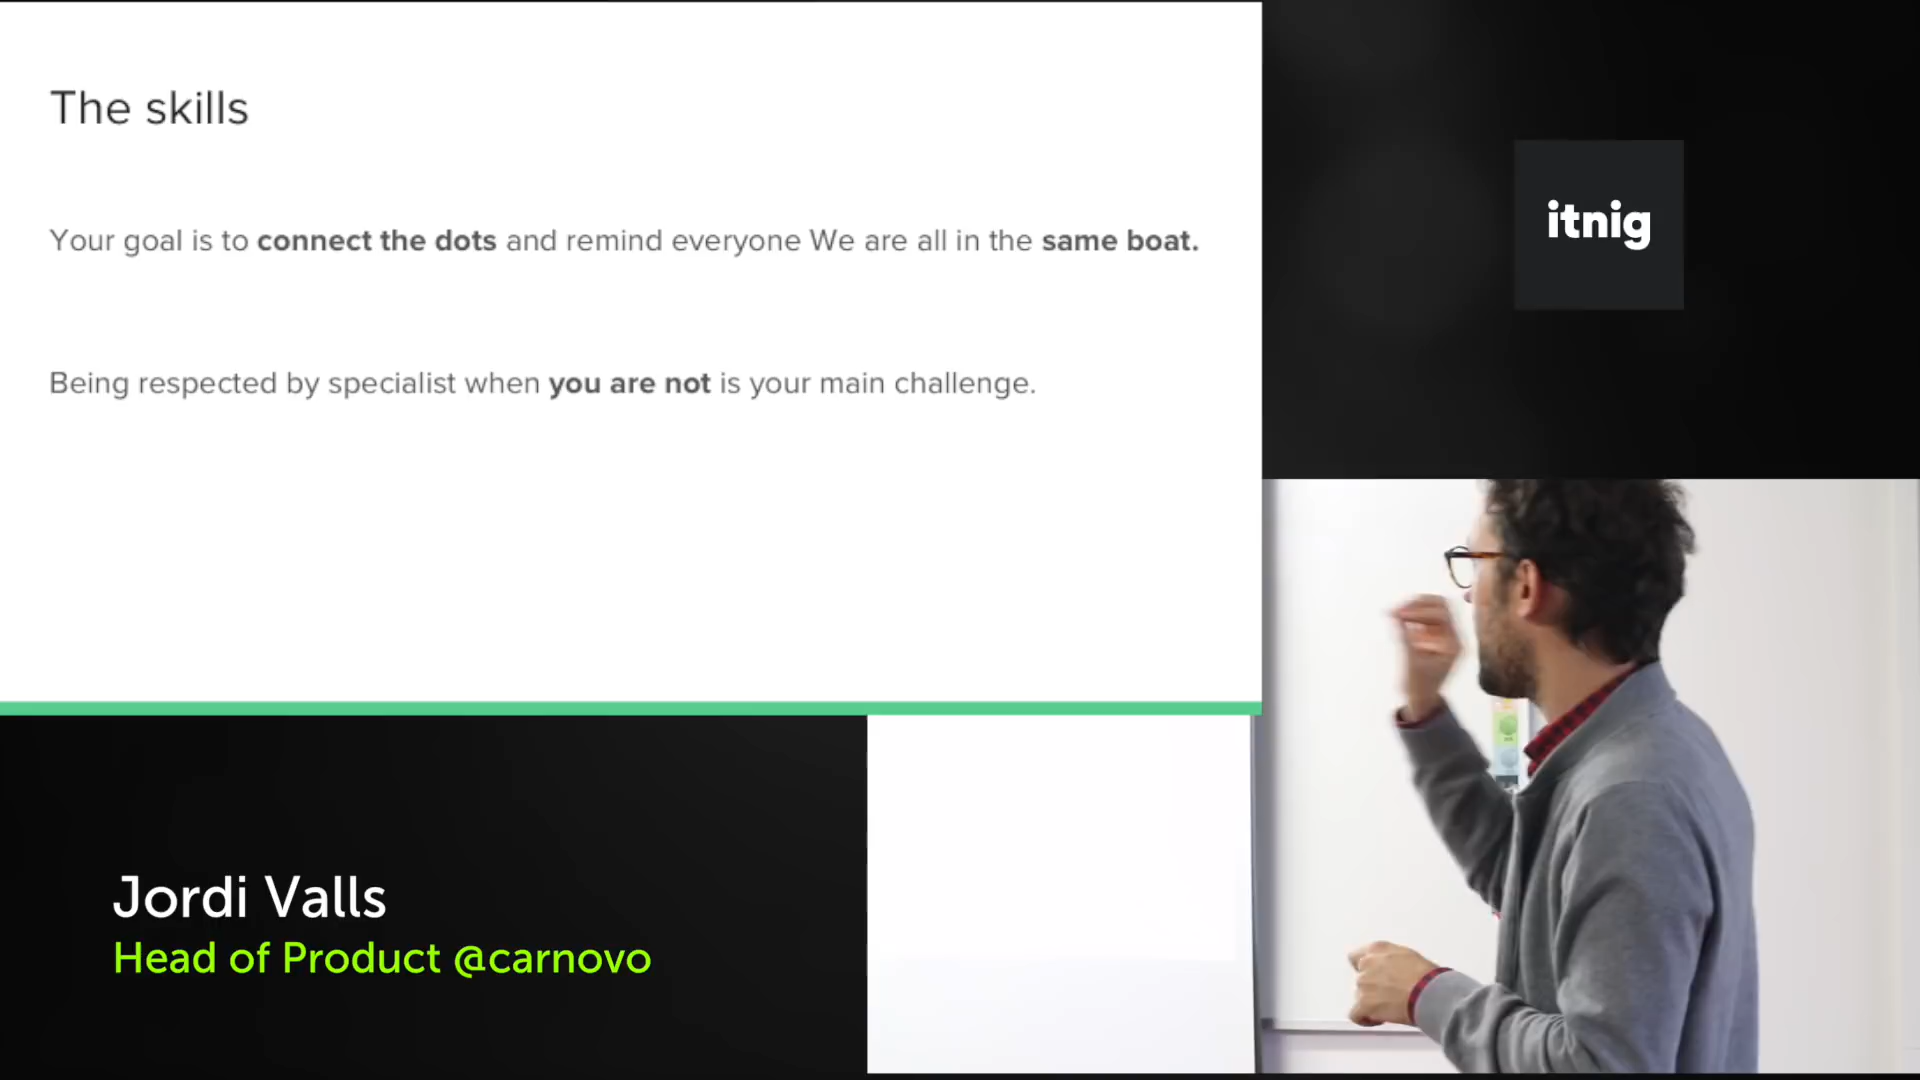 The skills
Your goal is to connect the dots and remind everyone We are all in the same boat.
Being respected by specialist when you are not is your main challenge.
itnig
Jordi Valls
Head of Product @carnovo